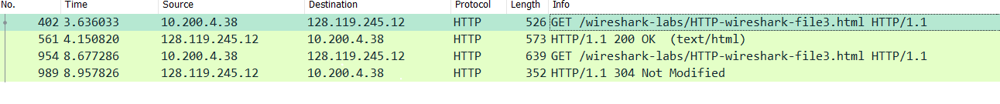 No. Time Source Destination Protocol Length Info
402 3.636033 10.200.4.38 128.119.245.12 HTTP 526 GET /wireshark-labs/HTTP-wireshark-file3.html HTTP/1.1
561 4.150820 128.119.245.12 10.200.4.38 HTTP 573 HTTP/1.1 200 OK (text/html)
954 8.677286 10.200.4.38 128.119.245.12 HTTP 639 GET /wireshark-labs/HTTP-wireshark-file3.html HTTP/1.1
989 8.957826 128.119.245.12 10.200.4.38 HTTP 352 HTTP/1.1 304 Not Modified